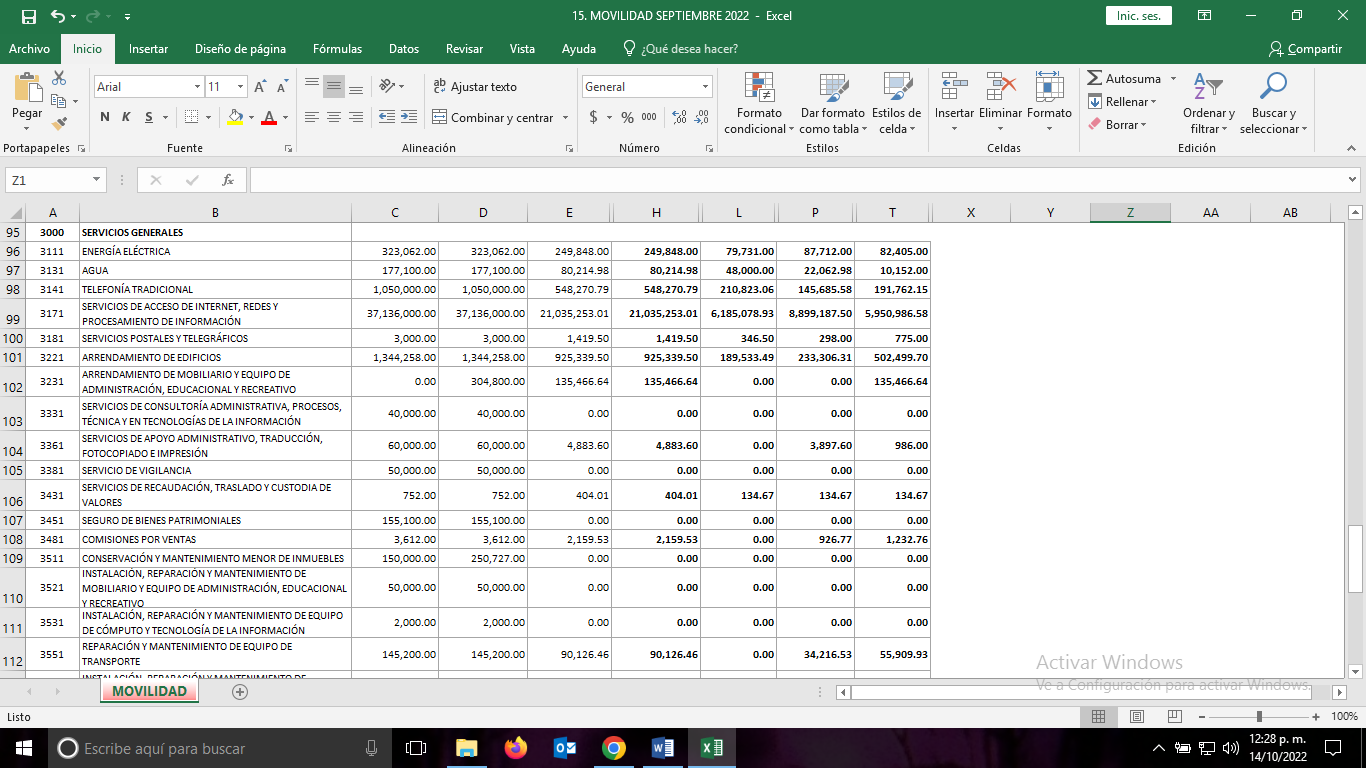 15. MOVILIDAD SEPTIEMBRE 2022 - Excel
Inic. ses.
Archivo Inicio Insertar Diseño de página Fórmulas Datos Revisar Vista Ayuda ¿Qué desea hacer? Compartir
Pegar
Arial 11
N K S A
Ajustar texto
Combinar y centrar
General
$ % 000
Formato condicional
Dar formato como tabla
Estilos de celda
Insertar Eliminar Formato
Autosuma
Rellenar
Borrar
Ordenar y filtrar
Buscar y seleccionar
Portapapeles Fuente Alineación Número Estilos Celdas Edición
Z1 fx
A B C D E H L P T X Y Z AA AB
95 3000 SERVICIOS GENERALES
96 3111 ENERGÍA ELÉCTRICA 323,062.00 323,062.00 249,848.00 249,848.00 79,731.00 87,712.00 82,405.00
97 3131 AGUA 177,100.00 177,100.00 80,214.98 80,214.98 48,000.00 22,062.98 10,152.00
98 3141 TELEFONÍA TRADICIONAL 1,050,000.00 1,050,000.00 548,270.79 548,270.79 210,823.06 145,685.58 191,762.15
99 3171 SERVICIOS DE ACCESO DE INTERNET, REDES Y
PROCESAMIENTO DE INFORMACIÓN 37,136,000.00 37,136,000.00 21,035,253.01 21,035,253.01 6,185,078.93 8,899,187.50 5,950,986.58
100 3181 SERVICIOS POSTALES Y TELEGRÁFICOS 3,000.00 3,000.00 1,419.50 1,419.50 346.50 298.00 775.00
101 3221 ARRENDAMIENTO DE EDIFICIOS 1,344,258.00 1,344,258.00 925,339.50 925,339.50 189,533.49 233,306.31 502,499.70
102 3231 ARRENDAMIENTO DE MOBILIARIO Y EQUIPO DE
ADMINISTRACIÓN, EDUCACIONAL Y RECREATIVO 0.00 304,800.00 135,466.64 135,466.64 0.00 0.00 135,466.64
103 3331 SERVICIOS DE CONSULTORÍA ADMINISTRATIVA, PROCESOS,
TÉCNICA Y EN TECNOLOGÍAS DE LA INFORMACIÓN 40,000.00 40,000.00 0.00 0.00 0.00 0.00 0.00
104 3361 SERVICIOS DE APOYO ADMINISTRATIVO, TRADUCCIÓN,
FOTOCOPIADO E IMPRESIÓN 60,000.00 60,000.00 4,883.60 4,883.60 0.00 3,897.60 986.00
105 3381 SERVICIO DE VIGILANCIA 50,000.00 50,000.00 0.00 0.00 0.00 0.00 0.00
106 3431 SERVICIOS DE RECAUDACIÓN, TRASLADO Y CUSTODIA DE
VALORES 752.00 752.00 404.01 404.01 134.67 134.67 134.67
107 3451 SEGURO DE BIENES PATRIMONIALES 155,100.00 155,100.00 0.00 0.00 0.00 0.00 0.00
108 3481 COMISIONES POR VENTAS 3,612.00 3,612.00 2,159.53 2,159.53 0.00 926.77 1,232.76
109 3511 CONSERVACIÓN Y MANTENIMIENTO MENOR DE INMUEBLES 150,000.00 250,727.00 0.00 0.00 0.00 0.00 0.00
110 3521 INSTALACIÓN, REPARACIÓN Y MANTENIMIENTO DE
MOBILIARIO Y EQUIPO DE ADMINISTRACIÓN, EDUCACIONAL
Y RECREATIVO 50,000.00 50,000.00 0.00 0.00 0.00 0.00 0.00
111 3531 INSTALACIÓN, REPARACIÓN Y MANTENIMIENTO DE EQUIPO
DE CÓMPUTO Y TECNOLOGÍA DE LA INFORMACIÓN 2,000.00 2,000.00 0.00 0.00 0.00 0.00 0.00
112 3551 REPARACIÓN Y MANTENIMIENTO DE EQUIPO DE
TRANSPORTE 145,200.00 145,200.00 90,126.46 90,126.46 0.00 34,216.53 55,909.93
Activar Windows
Ve a Configuración para activar Windows.
MOVILIDAD
Listo 100%
Escribe aquí para buscar
12:28 p. m.
14/10/2022